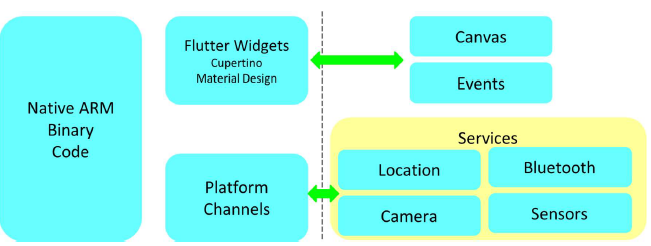 Native ARM
Binary
Code
Flutter Widgets
Cupertino
Material Design
Platform
Channels
Canvas
Events
Services
Location
Bluetooth
Camera
Sensors